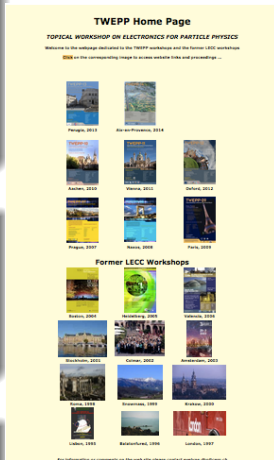 TWEPP Home Page
TOPICAL WORKSHOP ON ELECTRONICS FOR PARTICLE PHYSICS
Welcome to the webpage dedicated to the TWEPP workshops and the former LECC workshops
Click on the corresponding image to access website links and proceedings ...
Perugia, 2013 Aix-en-Provence, 2014
Aachen, 2010 Vienna, 2011 Oxford, 2012
Prague, 2007 Naxos, 2008 Paris, 2009
Former LECC Workshops
Boston, 2004 Heidelberg, 2005 Valencia, 2006
Stockholm, 2001 Colmar, 2002 Amsterdam, 2003
Rome, 1998 Snowmass, 1999 Krakow, 2000
Lisbon, 1995 Balatonfured, 1996 London, 1997